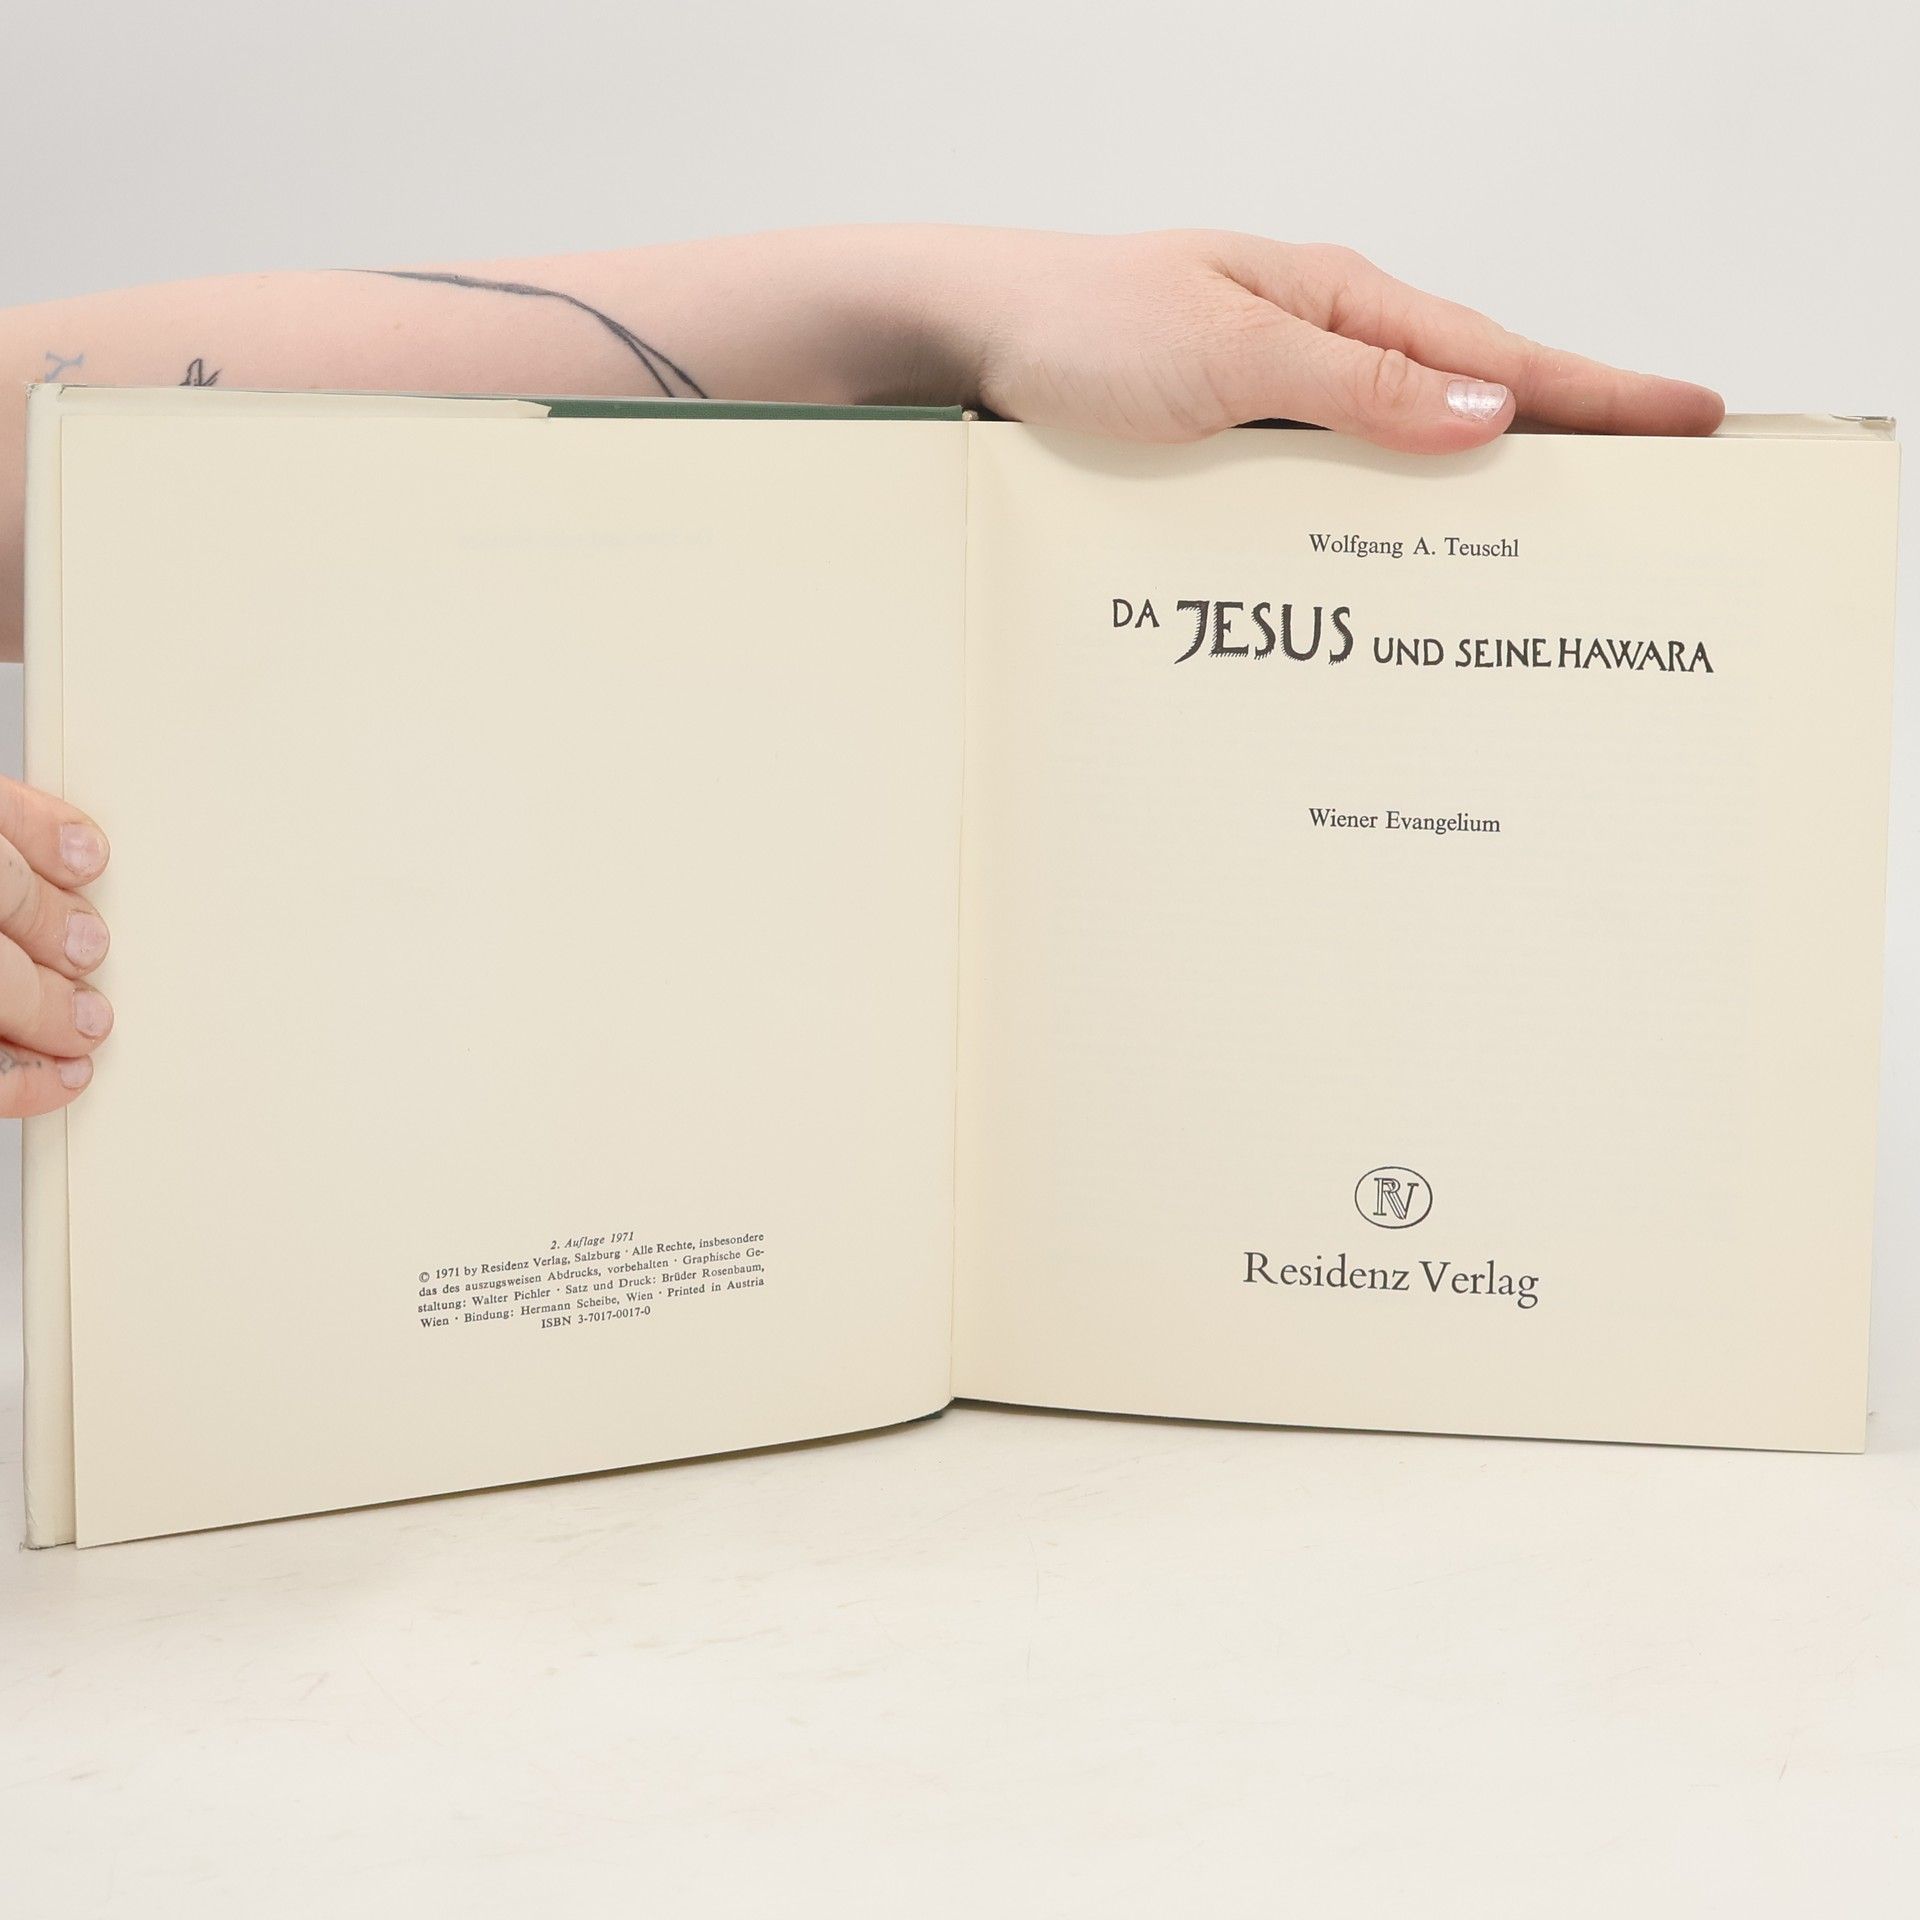 2. Auflage 1971
© 1971 by Residenz Verlag, Salzburg · Alle Rechte, insbesondere
das des auszugsweisen Abdrucks, vorbehalten · Graphische Ge-
staltung: Walter Pichler · Satz und Druck: Brüder Rosenbaum,
Wien · Bindung: Hermann Scheibe, Wien · Printed in Austria
ISBN 3-7017-0017-0
Wolfgang A. Teuschl
DA JESUS UND SEINE HAWARA
Wiener Evangelium
RV
Residenz Verlag